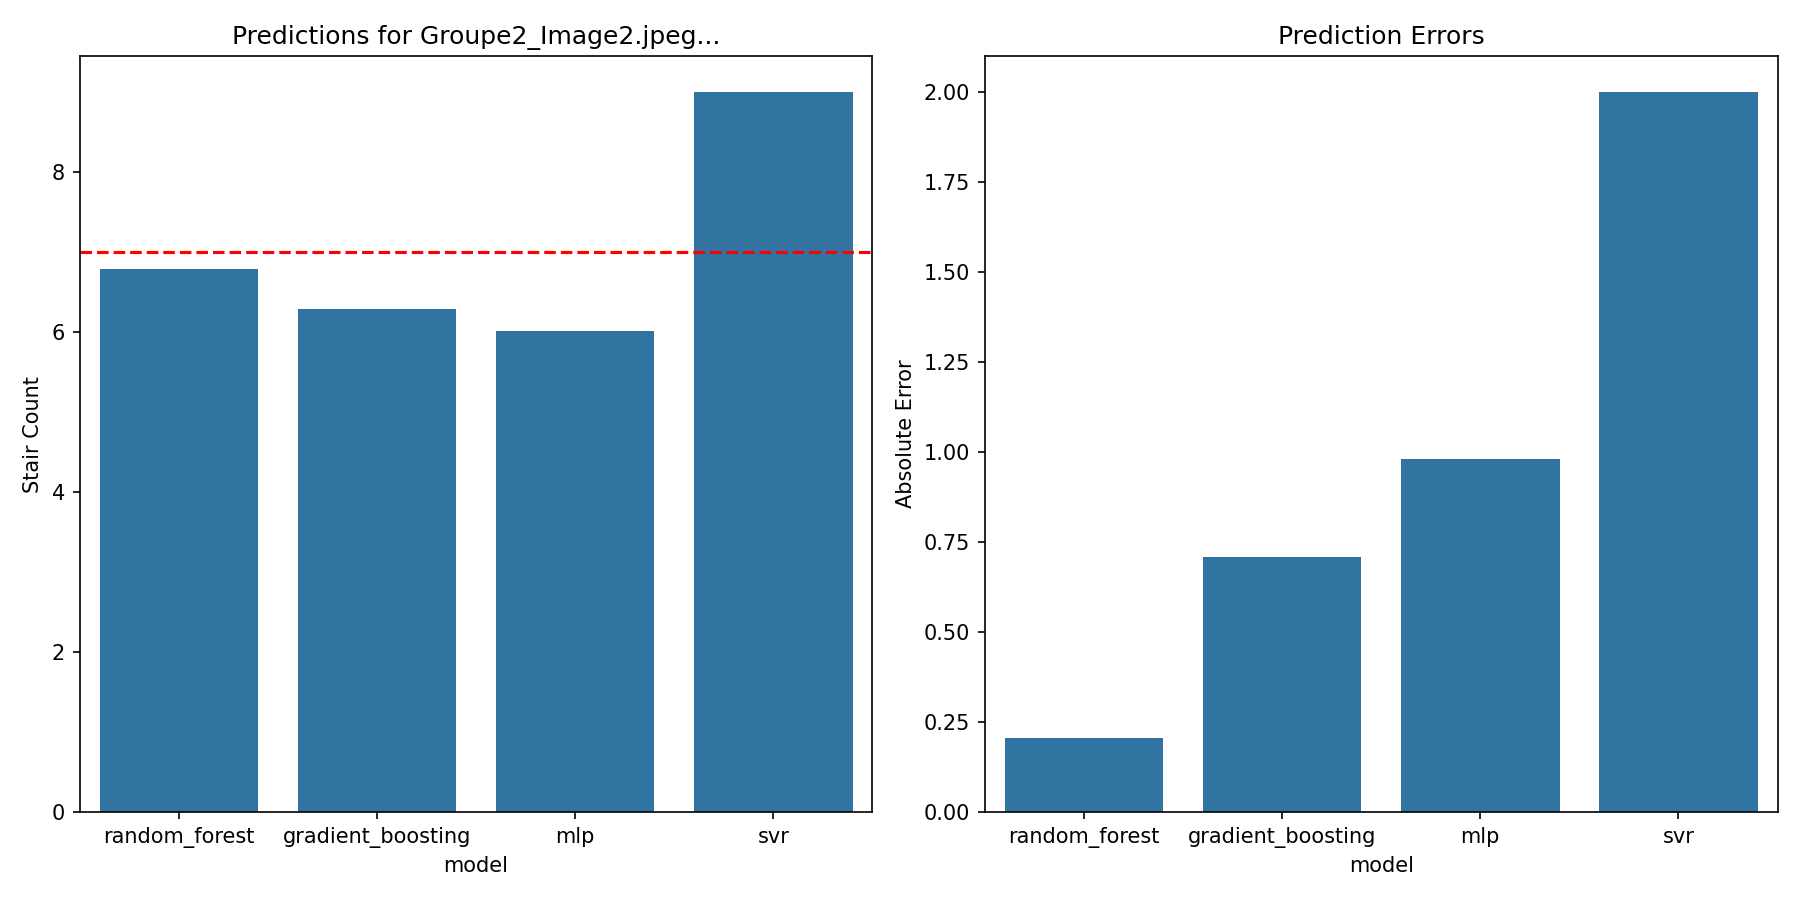 Predictions for Groupe2_Image2.jpeg...
Stair Count
8
6
4
2
0
random_forest gradient_boosting mlp svr
model
Prediction Errors
Absolute Error
2.00
1.75
1.50
1.25
1.00
0.75
0.50
0.25
0.00
random_forest gradient_boosting mlp svr
model